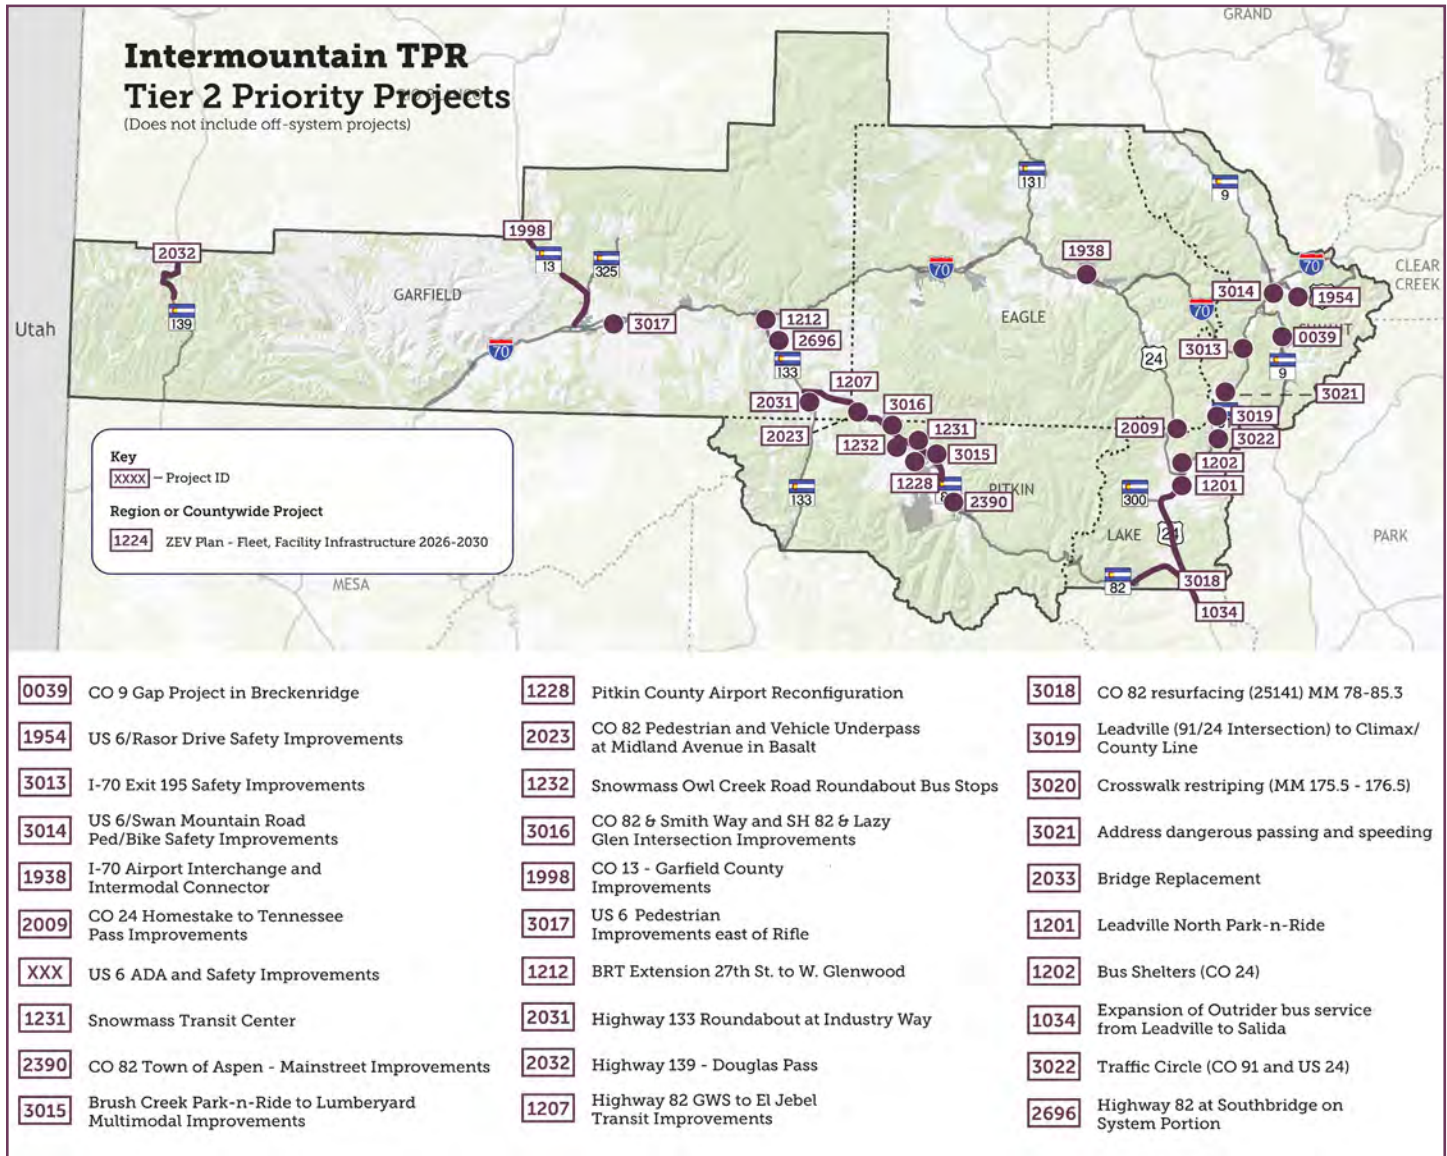 GRAND
Intermountain TPR
Tier 2 Priority Projects
(Does not include off-system projects)
131
9
1998
2032
13
325
1938
70
70
CLEAR
CREEK
GARFIELD
3014
1954
139
EAGLE
70
Utah
3017
1212
0039
70
2696
3013
24
133
9
1207
2031
3021
3016
3019
2023
1231
2009
3022
1232
3015
1202
Key
XXXX – Project ID
1228
8
PITKIN
1201
133
300
2390
Region or Countywide Project
1224 ZEV Plan - Fleet, Facility Infrastructure 2026-2030
LAKE
24
PARK
MESA
82
3018
1034
0039 CO 9 Gap Project in Breckenridge
1954 US 6/Rasor Drive Safety Improvements
3013 I-70 Exit 195 Safety Improvements
3014 US 6/Swan Mountain Road
Ped/Bike Safety Improvements
1938 I-70 Airport Interchange and
Intermodal Connector
2009 CO 24 Homestake to Tennessee
Pass Improvements
XXX US 6 ADA and Safety Improvements
1231 Snowmass Transit Center
2390 CO 82 Town of Aspen - Mainstreet Improvements
3015 Brush Creek Park-n-Ride to Lumberyard
Multimodal Improvements
1228 Pitkin County Airport Reconfiguration
2023 CO 82 Pedestrian and Vehicle Underpass
at Midland Avenue in Basalt
1232 Snowmass Owl Creek Road Roundabout Bus Stops
3016 CO 82 & Smith Way and SH 82 & Lazy
Glen Intersection Improvements
1998 CO 13 - Garfield County
Improvements
3017 US 6 Pedestrian
Improvements east of Rifle
1212 BRT Extension 27th St. to W. Glenwood
2031 Highway 133 Roundabout at Industry Way
2032 Highway 139 - Douglas Pass
1207 Highway 82 GWS to El Jebel
Transit Improvements
3018 CO 82 resurfacing (25141) MM 78-85.3
3019 Leadville (91/24 Intersection) to Climax/
County Line
3020 Crosswalk restriping (MM 175.5 - 176.5)
3021 Address dangerous passing and speeding
2033 Bridge Replacement
1201 Leadville North Park-n-Ride
1202 Bus Shelters (CO 24)
1034 Expansion of Outrider bus service
from Leadville to Salida
3022 Traffic Circle (CO 91 and US 24)
2696 Highway 82 at Southbridge on
System Portion